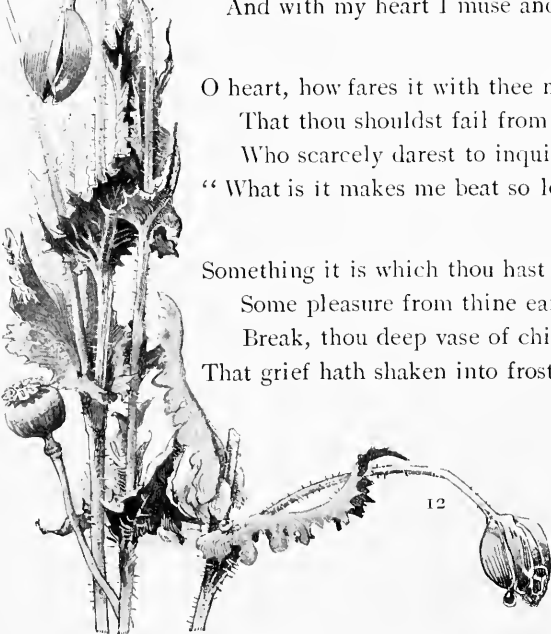 And with my heart I muse and
O heart, how fares it with thee
That thou shouldst fail from
Who scarcely darest to inqui
“ What is it makes me beat so l
Something it is which thou hast
Some pleasure from thine ea
Break, thou deep vase of chi
That grief hath shaken into frost
12